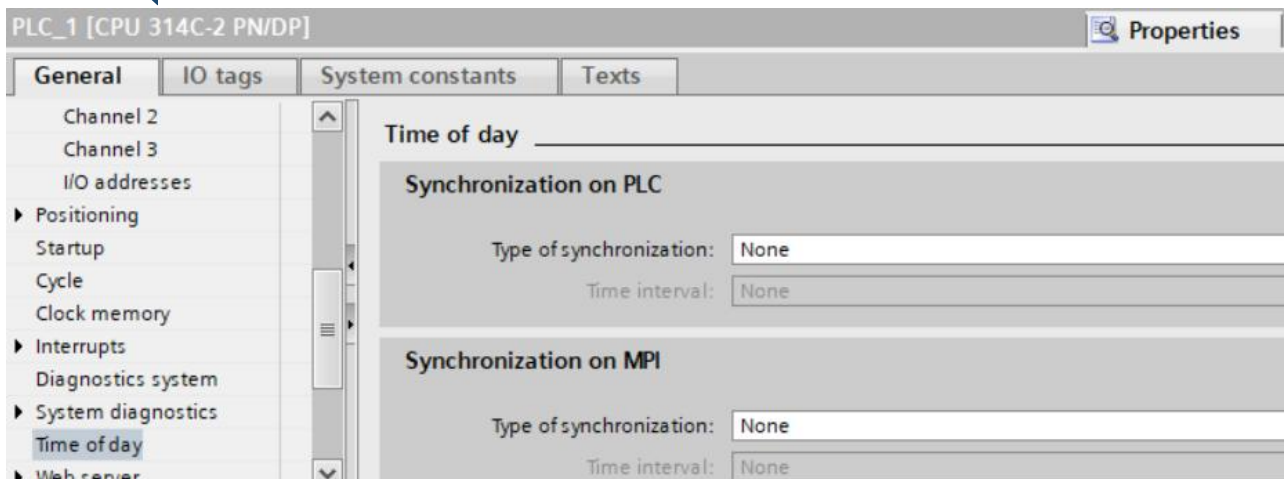 PLC_1 [CPU 314C-2 PN/DP]
Properties
General
IO tags
System constants
Texts
Channel 2
Channel 3
I/O addresses
Positioning
Startup
Cycle
Clock memory
Interrupts
Diagnostics system
System diagnostics
Time of day
Web server
Time of day
Synchronization on PLC
Type of synchronization: None
Time interval: None
Synchronization on MPI
Type of synchronization: None
Time interval: None